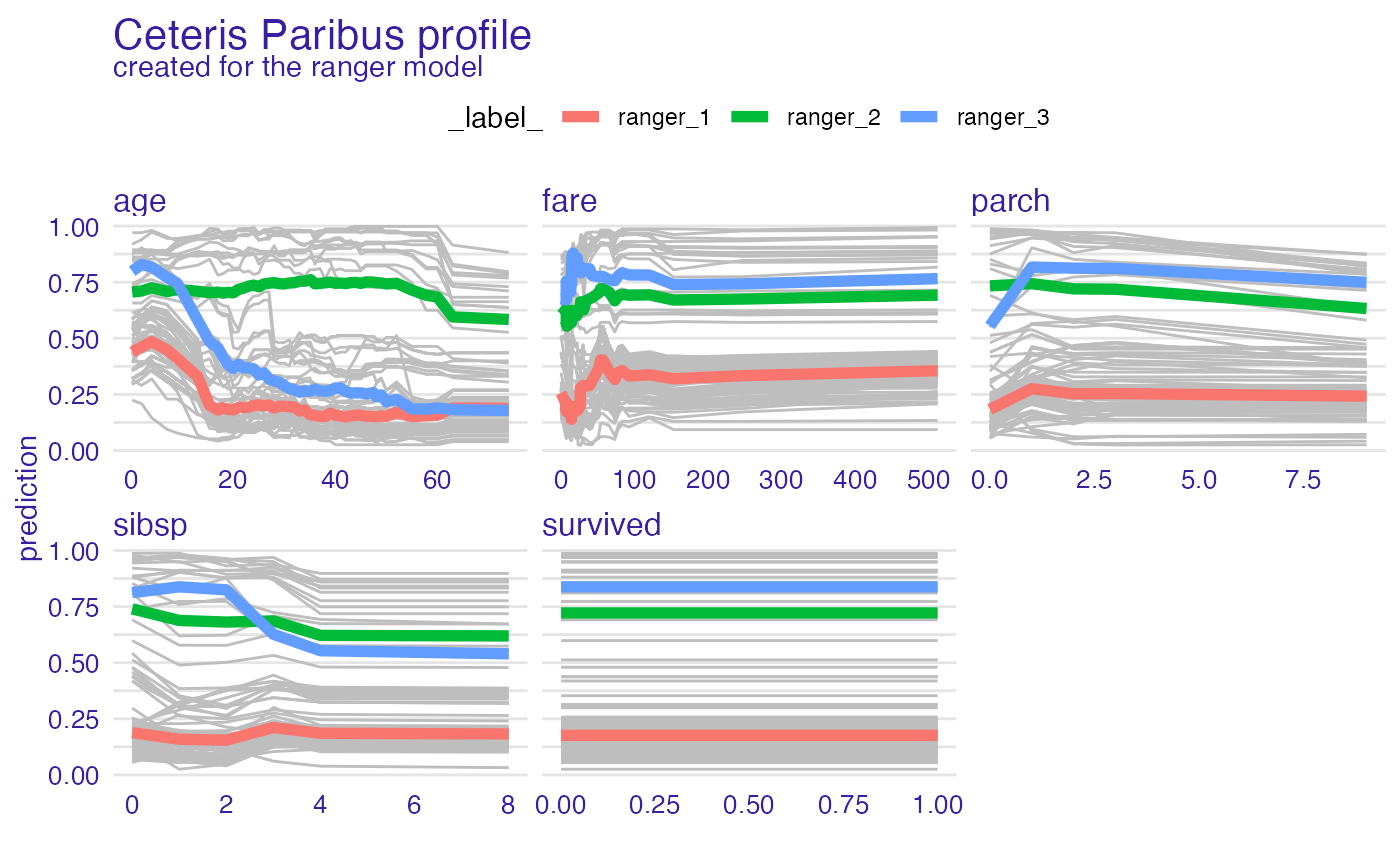 Ceteris Paribus profile
created for the ranger model
_label_ ranger_1 ranger_2 ranger_3
age fare parch
1.00
0.75
0.50
0.25
0.00
0 20 40 60 0 100 200 300 400 500 0.0 2.5 5.0 7.5
prediction
sibsp survived
1.00
0.75
0.50
0.25
0.00
0 2 4 6 8 0.00 0.25 0.50 0.75 1.00